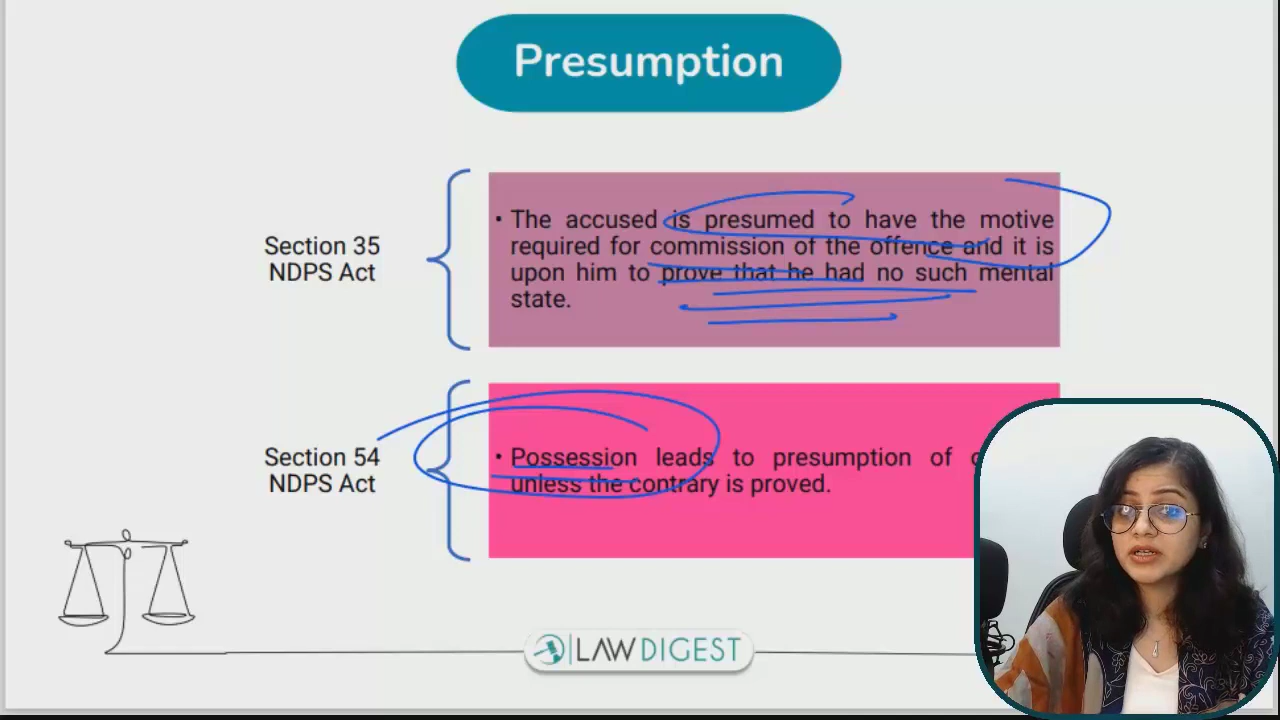 Presumption
Section 35
NDPS Act
• The accused is presumed to have the motive
required for commission of the offence and it is
upon him to prove that he had no such mental
state.
Section 54
NDPS Act
• Possession leads to presumption of
unless the contrary is proved.
LAWDIGEST